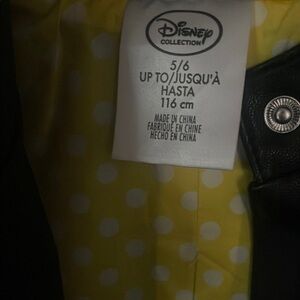 Disney
COLLECTION
5/6
UP TO/JUSQU'À
HASTA
116 cm
MADE IN CHINA
FABRIQUÉ EN CHINE
HECHO EN CHINA